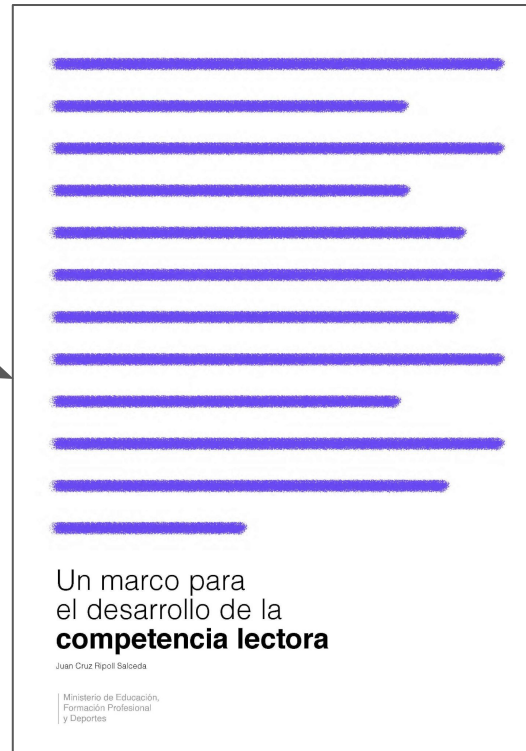 Un marco para
el desarrollo de la
competencia lectora
Juan Cruz Ripoll Salceda
Ministerio de Educación,
Formación Profesional
y Deportes